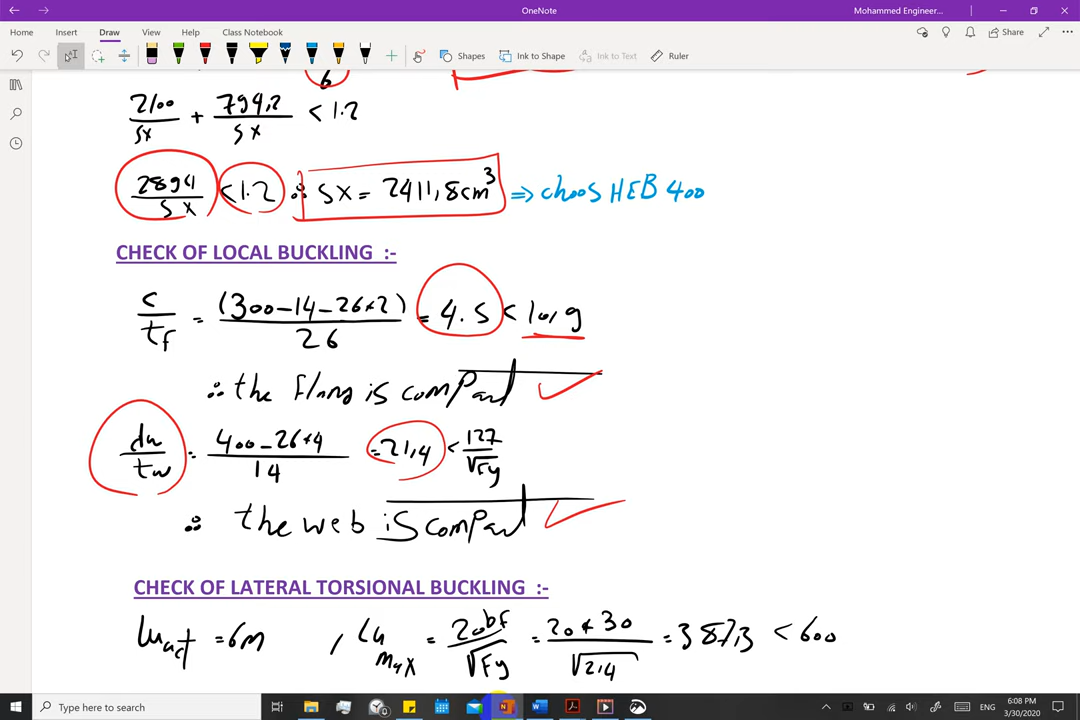 OneNote
Mohammed Engineer...
Home Insert Draw View Help Class Notebook
Share
Shapes Ink to Shape Ink to Text Ruler
6
2100/Sx + 794,2/Sx < 1.2
2894/Sx < 1.2 ∴ Sx = 2411,8 cm³ ⇒ choos HEB 400
CHECK OF LOCAL BUCKLING :-
c/tf = (300-14-26*2)/26 = 4.5 < 10,9
∴ the flang is compact
dw/tw = 400-26*4/14 = 21,4 < 127/√Fy
∴ the web is compact
CHECK OF LATERAL TORSIONAL BUCKLING :-
Lu act = 6m , Lu max = 20bf/√Fy = 20*30/√2,4 = 387,3 < 600
Type here to search
ENG
6:08 PM
3/30/2020